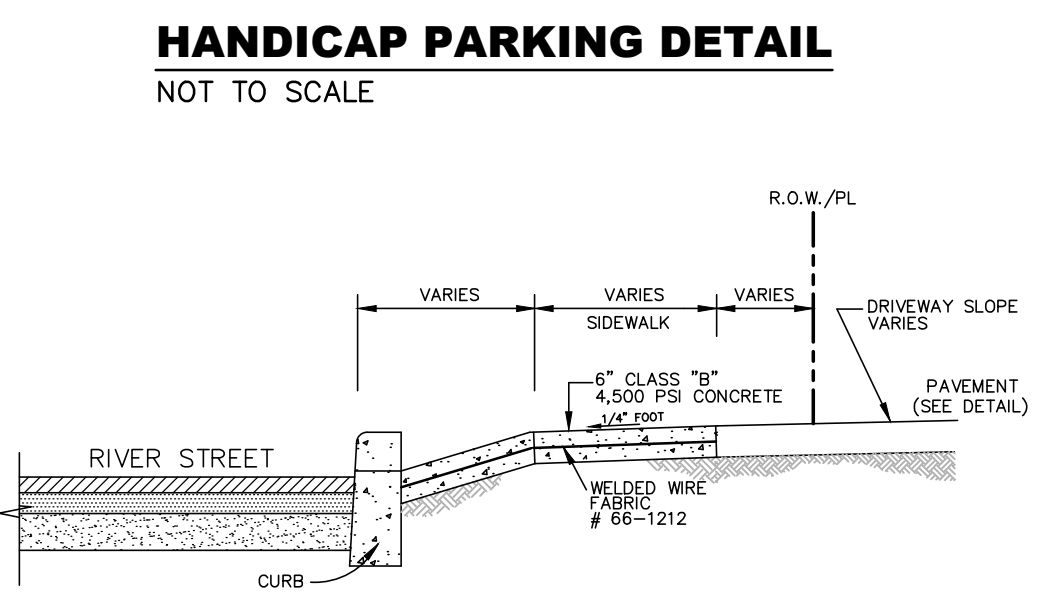 HANDICAP PARKING DETAIL
NOT TO SCALE
R.O.W./PL
VARIES
VARIES
VARIES
SIDEWALK
DRIVEWAY SLOPE
VARIES
6" CLASS "B"
4,500 PSI CONCRETE
1/4" FOOT
PAVEMENT
(SEE DETAIL)
RIVER STREET
WELDED WIRE
FABRIC
# 66-1212
CURB